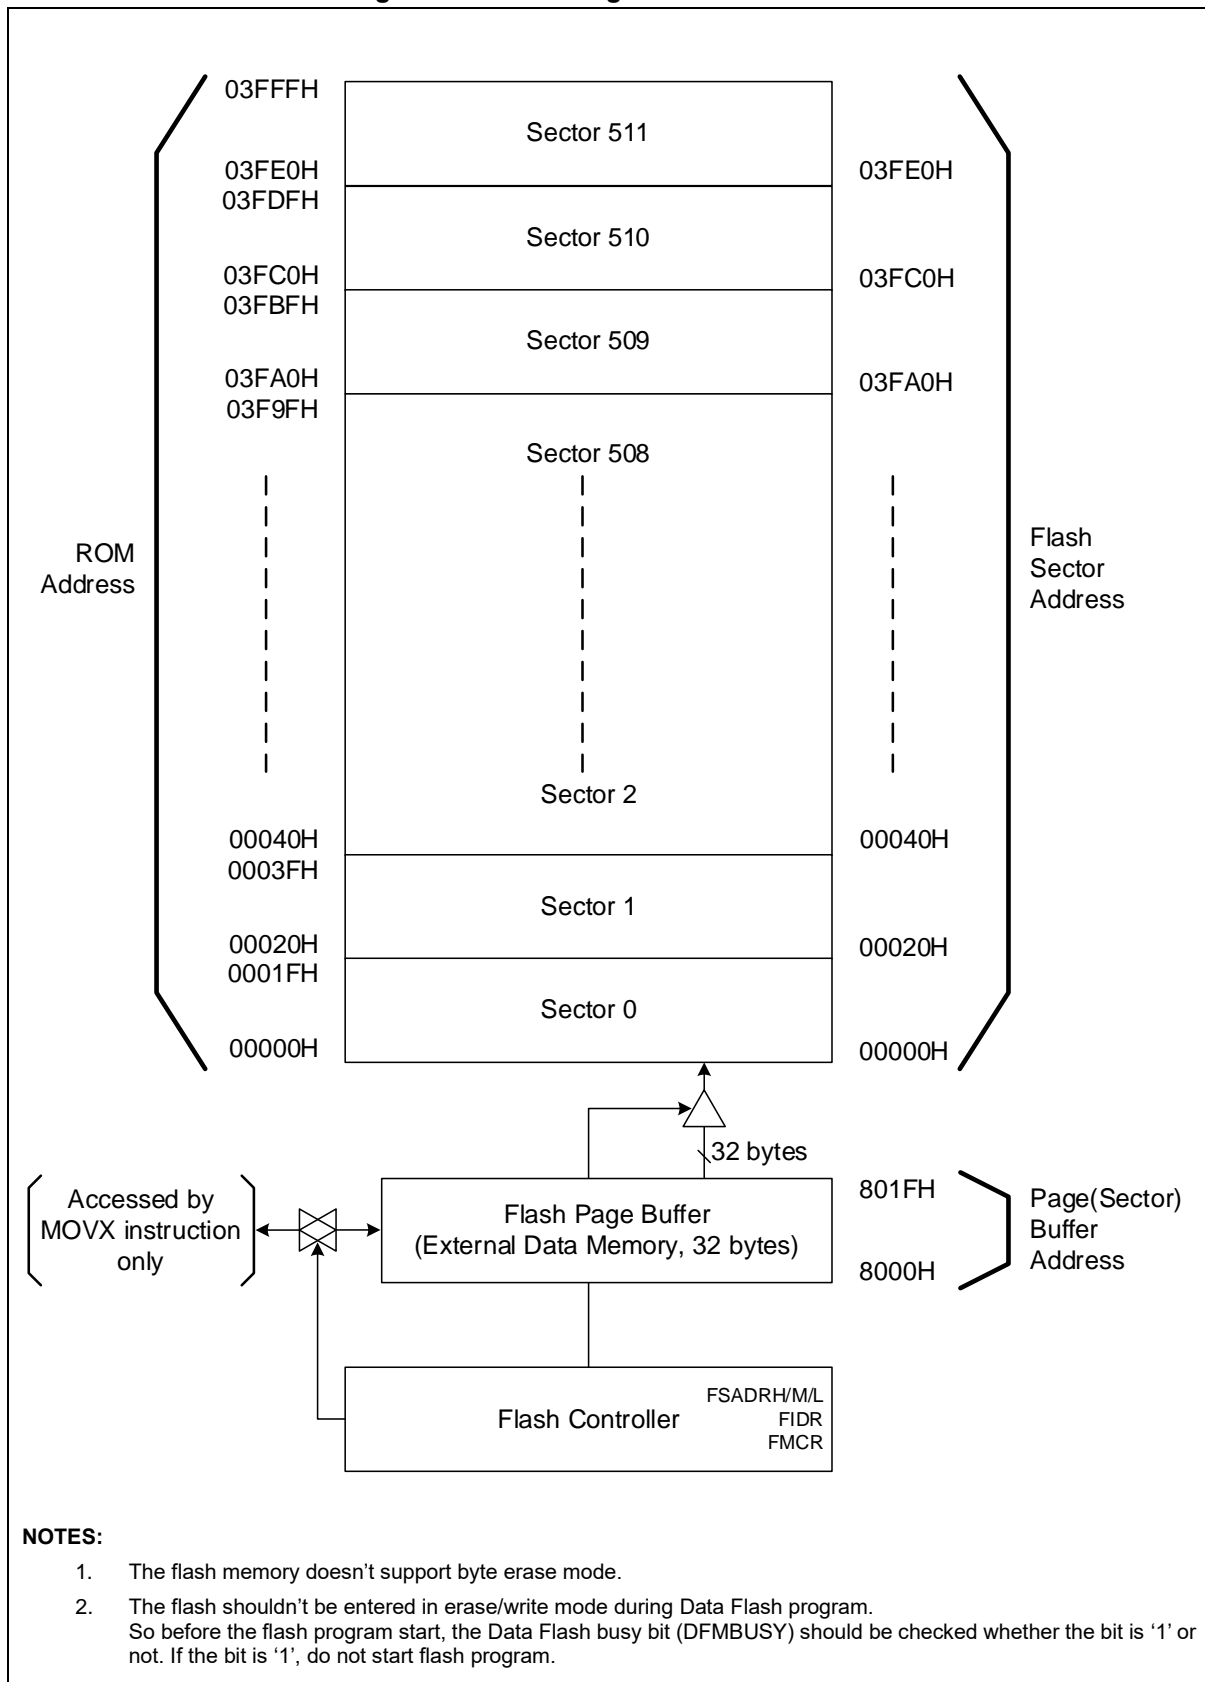 03FFFH
Sector 511
03FE0H
03FE0H
03FDFH
Sector 510
03FC0H
03FC0H
03FBFH
Sector 509
03FA0H
03FA0H
03F9FH
Sector 508
ROM
Address
Flash
Sector
Address
Sector 2
00040H
00040H
0003FH
Sector 1
00020H
00020H
0001FH
Sector 0
00000H
00000H
32 bytes
Accessed by
MOVX instruction
only
Flash Page Buffer
(External Data Memory, 32 bytes)
801FH
8000H
Page(Sector)
Buffer
Address
Flash Controller
FSADRH/M/L
FIDR
FMCR
NOTES:
1. The flash memory doesn’t support byte erase mode.
2. The flash shouldn’t be entered in erase/write mode during Data Flash program.
So before the flash program start, the Data Flash busy bit (DFMBUSY) should be checked whether the bit is ‘1’ or
not. If the bit is ‘1’, do not start flash program.